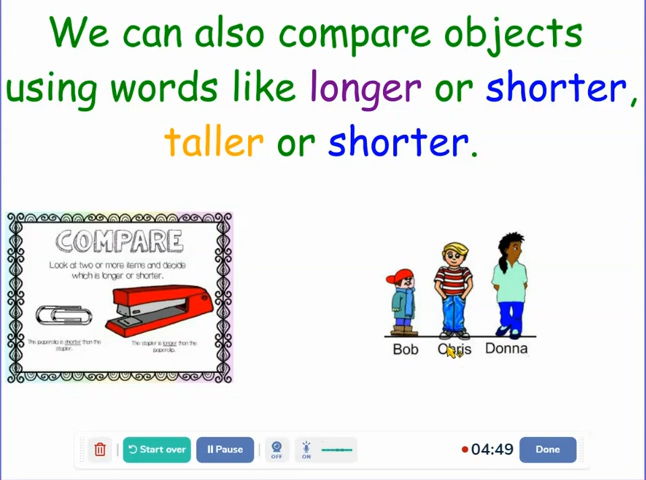 We can also compare objects
using words like longer or shorter,
taller or shorter.
COMPARE
Look at two or more items and decide
which is longer or shorter.
The paperclip is shorter than the
stapler.
The stapler is longer than the
paperclip.
Bob Chris Donna
Start over
Pause
OFF
ON
04:49
Done